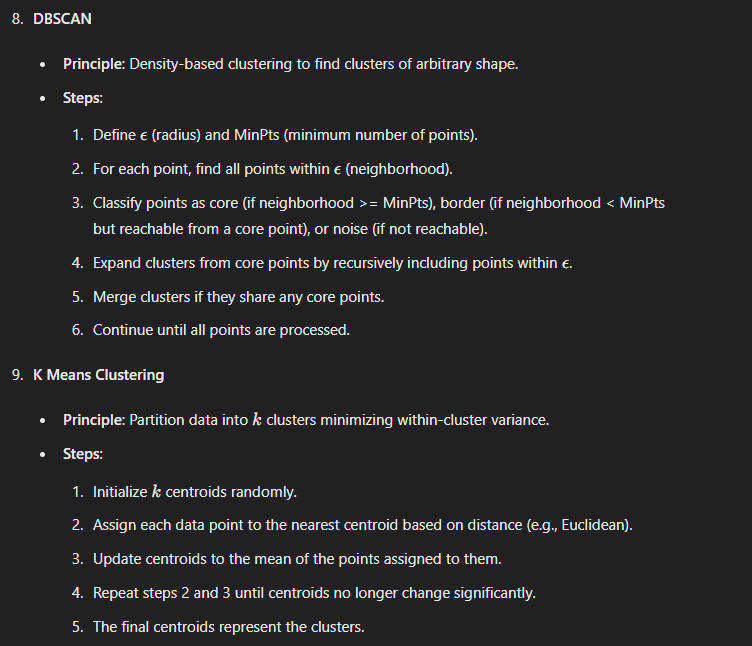 8. DBSCAN
• Principle: Density-based clustering to find clusters of arbitrary shape.
• Steps:
1. Define ϵ (radius) and MinPts (minimum number of points).
2. For each point, find all points within ϵ (neighborhood).
3. Classify points as core (if neighborhood >= MinPts), border (if neighborhood < MinPts
but reachable from a core point), or noise (if not reachable).
4. Expand clusters from core points by recursively including points within ϵ.
5. Merge clusters if they share any core points.
6. Continue until all points are processed.
9. K Means Clustering
• Principle: Partition data into k clusters minimizing within-cluster variance.
• Steps:
1. Initialize k centroids randomly.
2. Assign each data point to the nearest centroid based on distance (e.g., Euclidean).
3. Update centroids to the mean of the points assigned to them.
4. Repeat steps 2 and 3 until centroids no longer change significantly.
5. The final centroids represent the clusters.